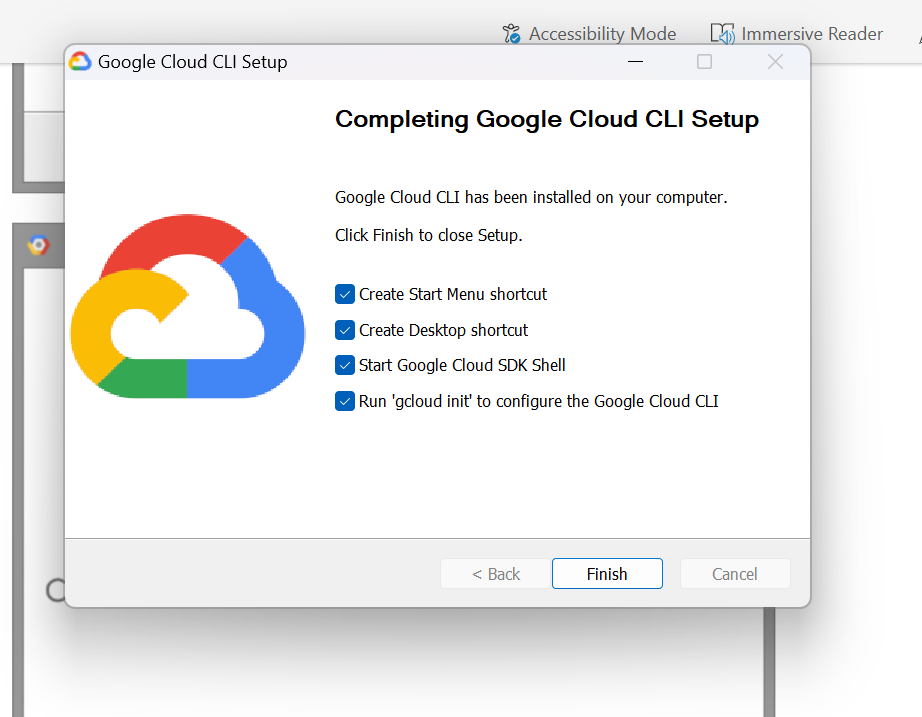 Accessibility Mode
Immersive Reader
Google Cloud CLI Setup
Completing Google Cloud CLI Setup
Google Cloud CLI has been installed on your computer.
Click Finish to close Setup.
Create Start Menu shortcut
Create Desktop shortcut
Start Google Cloud SDK Shell
Run 'gcloud init' to configure the Google Cloud CLI
< Back
Finish
Cancel